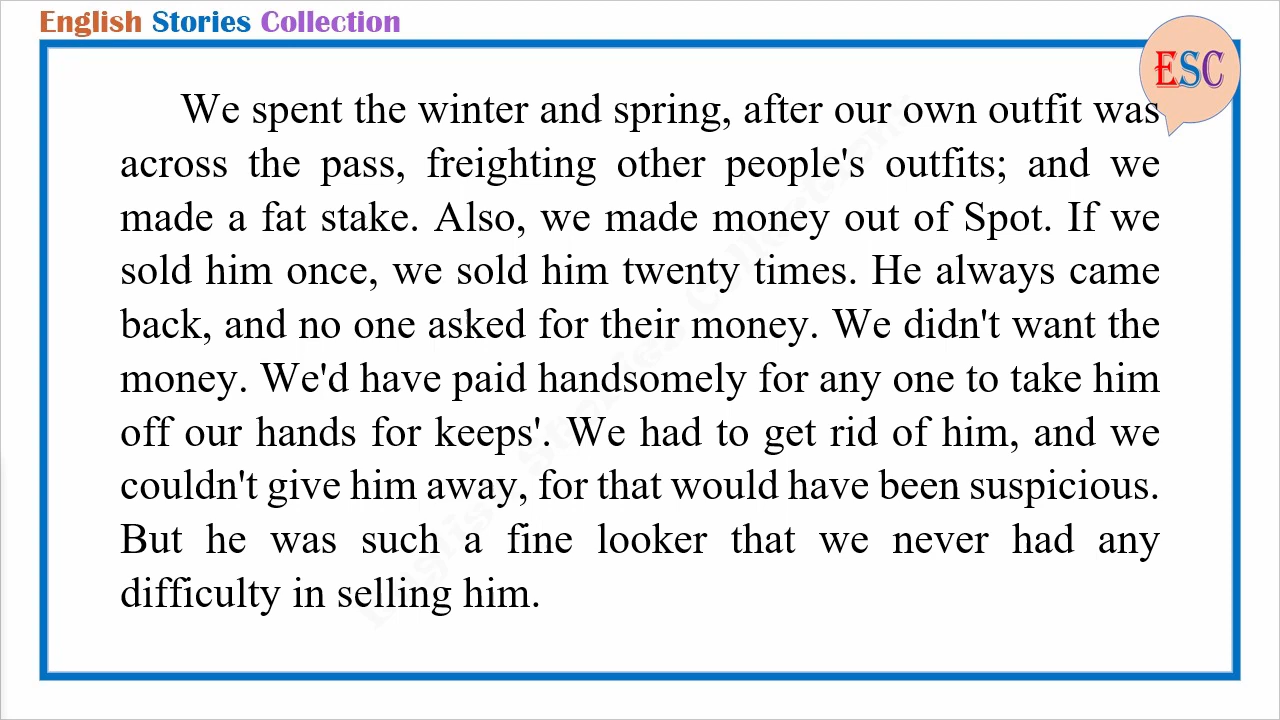 English Stories Collection
ESC
We spent the winter and spring, after our own outfit was
across the pass, freighting other people's outfits; and we
made a fat stake. Also, we made money out of Spot. If we
sold him once, we sold him twenty times. He always came
back, and no one asked for their money. We didn't want the
money. We'd have paid handsomely for any one to take him
off our hands for keeps'. We had to get rid of him, and we
couldn't give him away, for that would have been suspicious.
But he was such a fine looker that we never had any
difficulty in selling him.
English Stories Collection